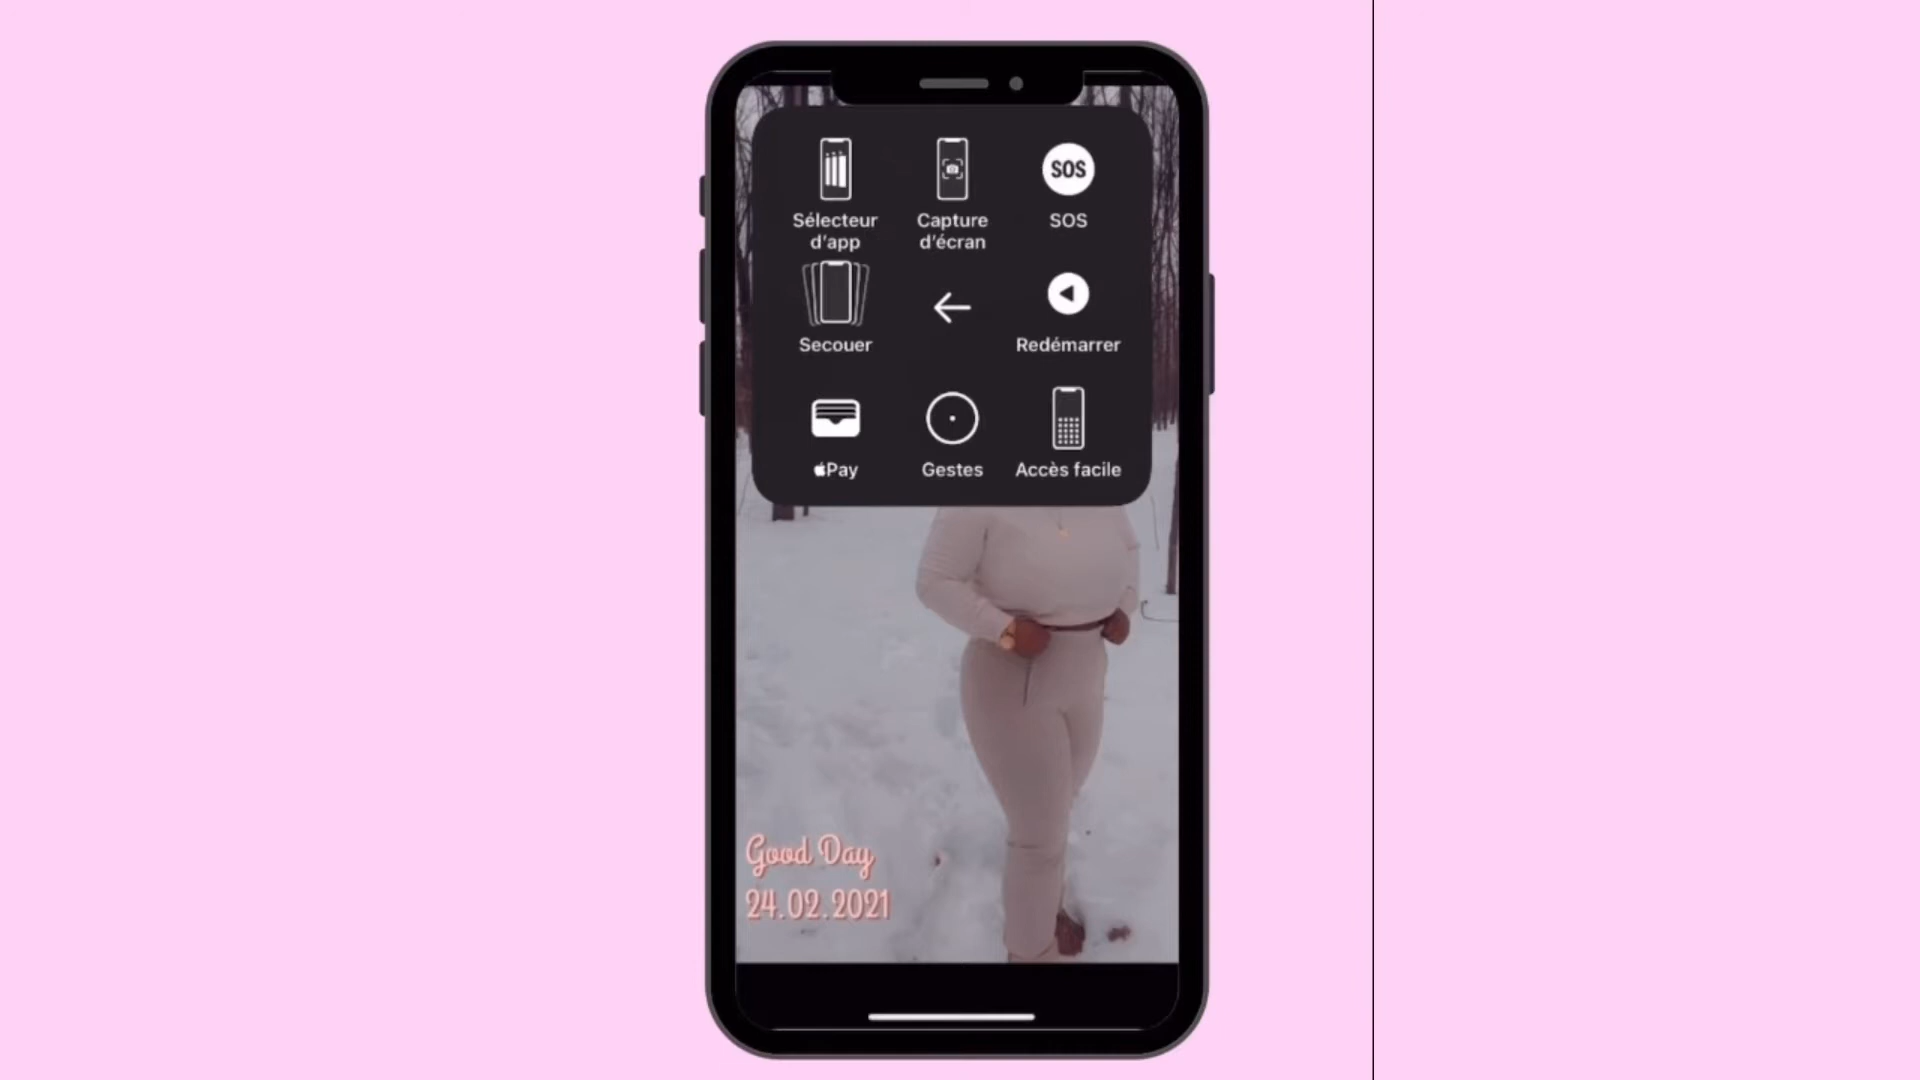 Sélecteur
d'app
Capture
d'écran
SOS
SOS
Secouer
Redémarrer
Pay
Gestes
Accès facile
Good Day
24.02.2021